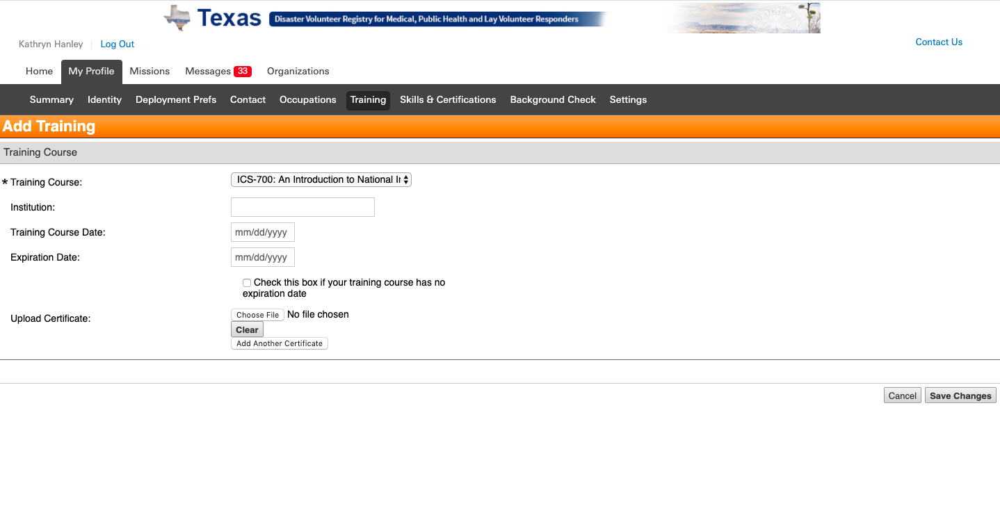 Texas Disaster Volunteer Registry for Medical, Public Health and Lay Volunteer Responders
Kathryn Hanley Log Out Contact Us
Home My Profile Missions Messages 33 Organizations
Summary Identity Deployment Prefs Contact Occupations Training Skills & Certifications Background Check Settings
Add Training
Training Course
* Training Course: ICS-700: An Introduction to National Ir
Institution:
Training Course Date: mm/dd/yyyy
Expiration Date: mm/dd/yyyy
Check this box if your training course has no
expiration date
Upload Certificate: Choose File No file chosen
Clear
Add Another Certificate
Cancel Save Changes